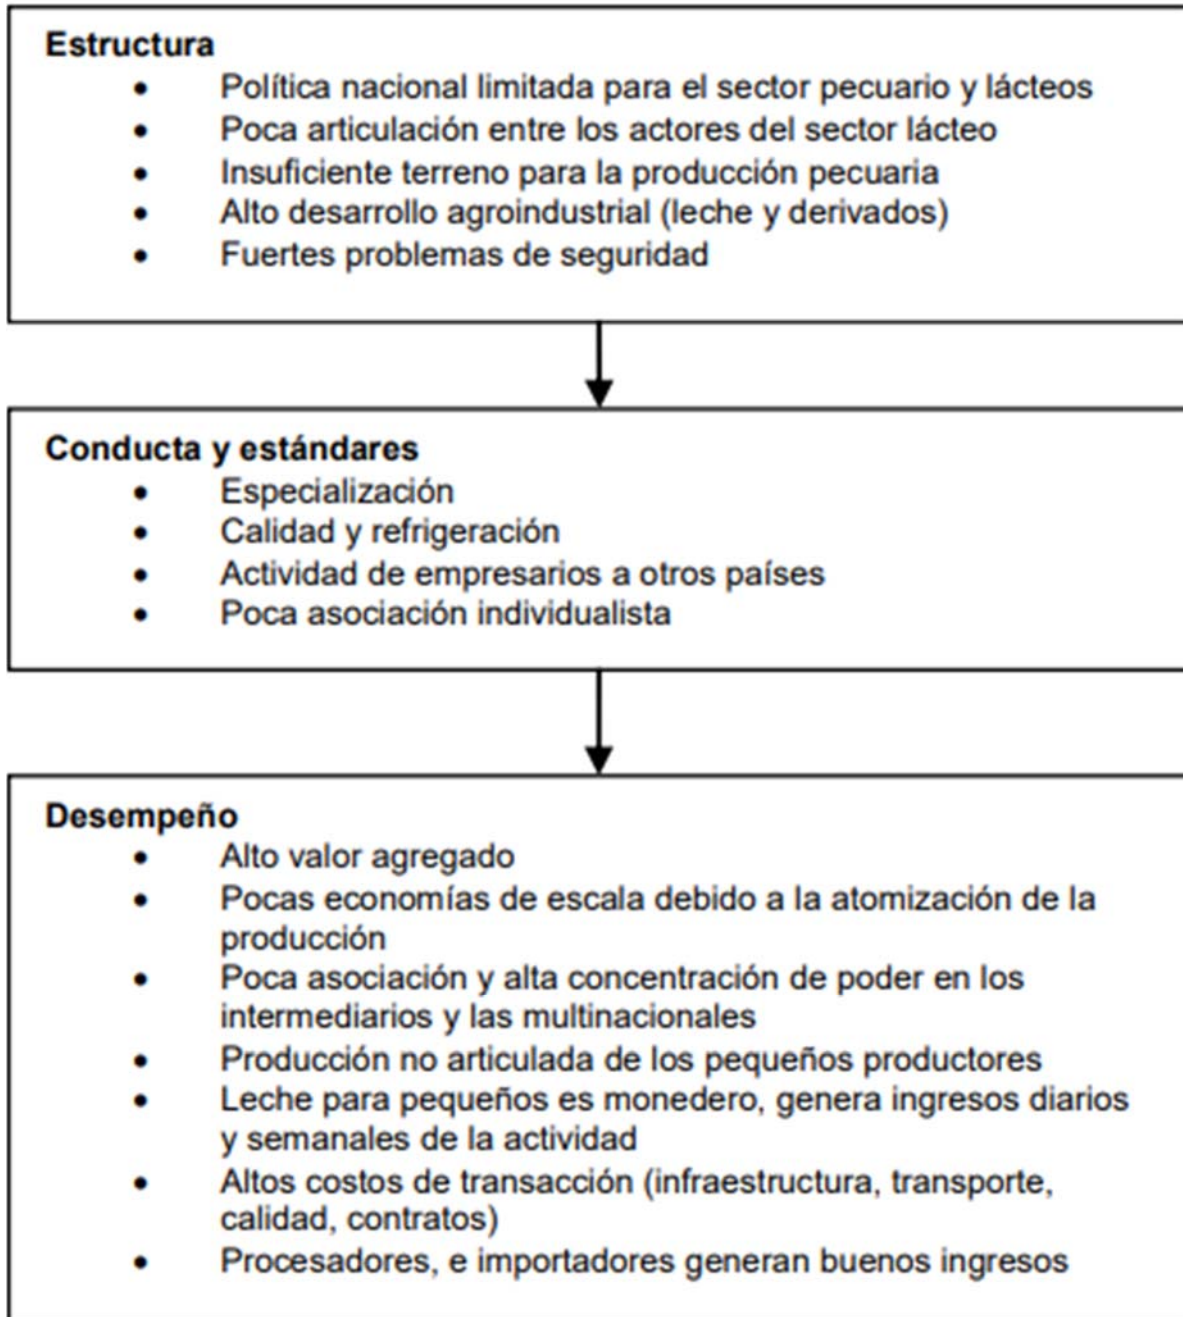 Estructura
• Política nacional limitada para el sector pecuario y lácteos
• Poca articulación entre los actores del sector lácteo
• Insuficiente terreno para la producción pecuaria
• Alto desarrollo agroindustrial (leche y derivados)
• Fuertes problemas de seguridad
Conducta y estándares
• Especialización
• Calidad y refrigeración
• Actividad de empresarios a otros países
• Poca asociación individualista
Desempeño
• Alto valor agregado
• Pocas economías de escala debido a la atomización de la
producción
• Poca asociación y alta concentración de poder en los
intermediarios y las multinacionales
• Producción no articulada de los pequeños productores
• Leche para pequeños es monedero, genera ingresos diarios
y semanales de la actividad
• Altos costos de transacción (infraestructura, transporte,
calidad, contratos)
• Procesadores, e importadores generan buenos ingresos